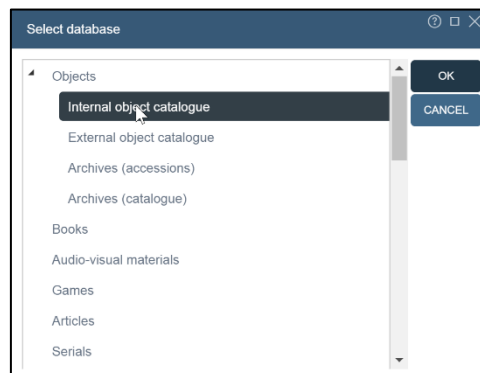 Select database
Objects
OK
Internal object catalogue
CANCEL
External object catalogue
Archives (accessions)
Archives (catalogue)
Books
Audio-visual materials
Games
Articles
Serials